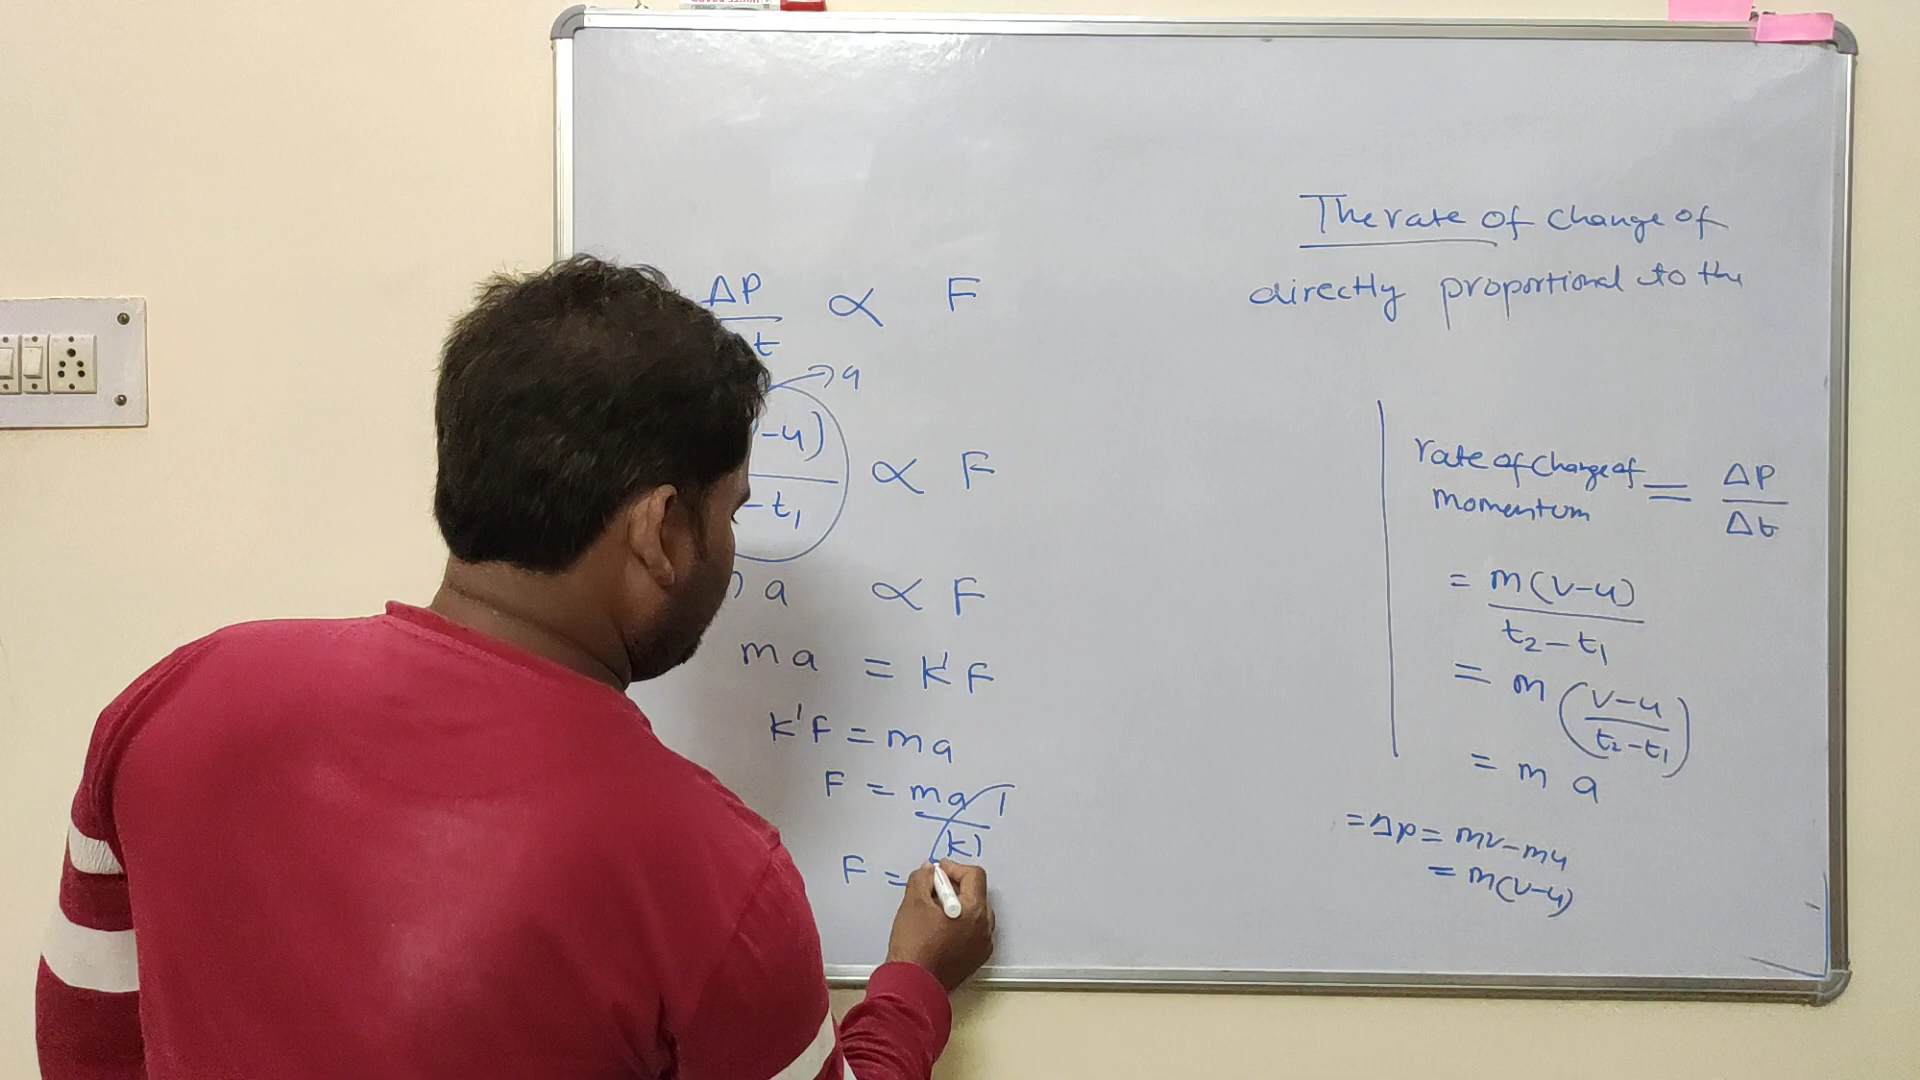 The rate of change of
directly proportional to the
ΔP
t ∝ F
a
-u)
- t₁ ∝ F
a ∝ F
ma = k'F
k'F = ma
F = ma 1
k'
F =
rate of change of
momentum = ΔP
Δt
= m(v-u)
t₂-t₁
= m (v-u
t₂-t₁)
= m a
= Δp = mv-mu
= m(v-u)